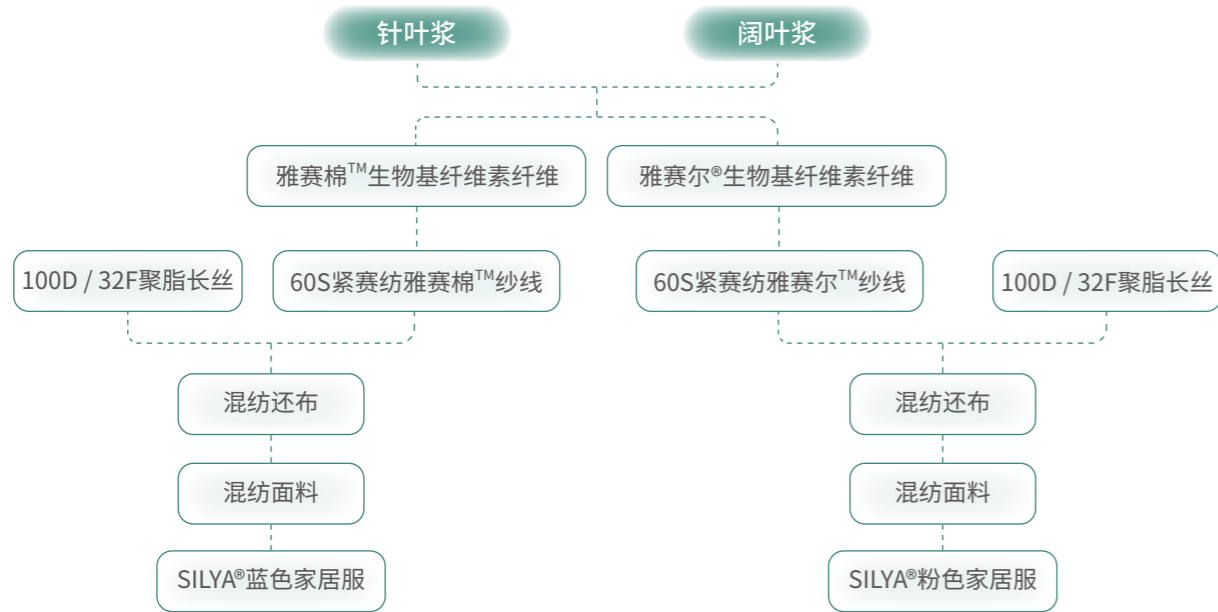 针叶浆
阔叶浆
雅赛棉™生物基纤维素纤维
雅赛尔®生物基纤维素纤维
100D / 32F聚脂长丝
60S紧赛纺雅赛棉™纱线
60S紧赛纺雅赛尔™纱线
100D / 32F聚脂长丝
混纺还布
混纺还布
混纺面料
混纺面料
SILYA®蓝色家居服
SILYA®粉色家居服